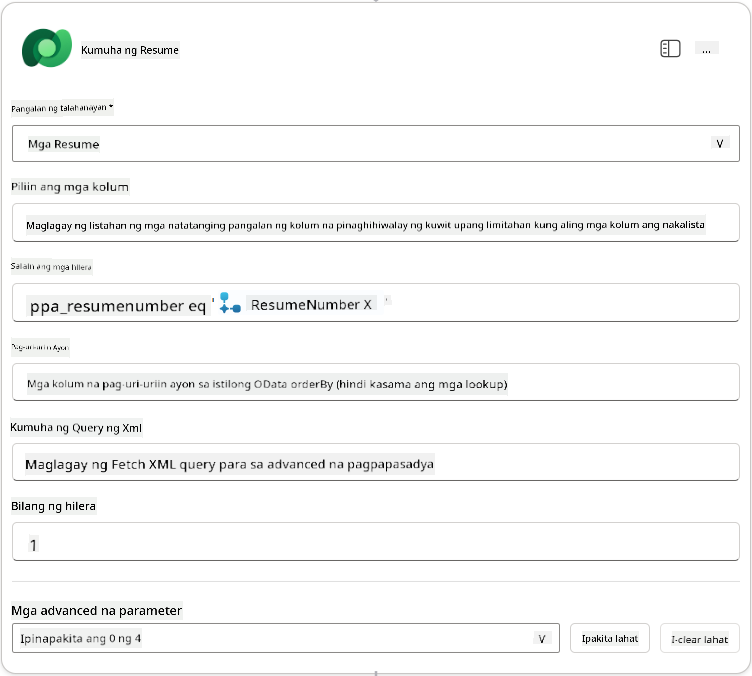 Kumuha ng Resume
...
Pangalan ng talahanayan *
Mga Resume
V
Piliin ang mga kolum
Maglagay ng listahan ng mga natatanging pangalan ng kolum na pinaghihiwalay ng kuwit upang limitahan kung aling mga kolum ang nakalista
Salain ang mga hilera
ppa_resumenumber eq ' ResumeNumber X '
Pag-uri-uri n Ayon
Mga kolum na pag-uri-uriin ayon sa istilong OData orderBy (hindi kasama ang mga lookup)
Kumuha ng Query ng Xml
Maglagay ng Fetch XML query para sa advanced na pagpapasadya
Bilang ng hilera
1
Mga advanced na parameter
Ipinapakita ang 0 ng 4 V Ipakita lahat I-clear lahat